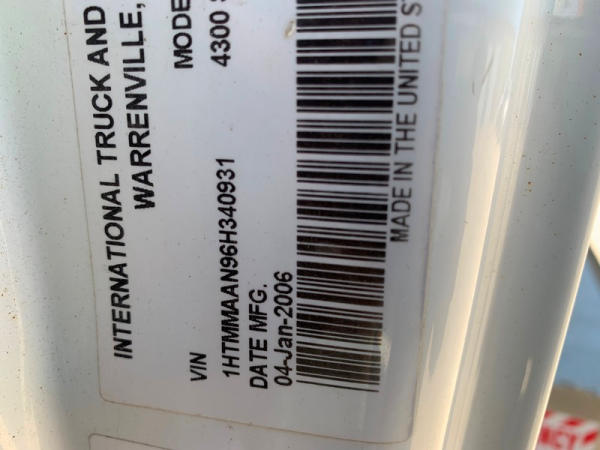 INTERNATIONAL TRUCK AND
WARRENVILLE,
VIN
1HTMMAAN96H340931
DATE MFG.
04-Jan-2006
MODE
4300 S
MADE IN THE UNITED S